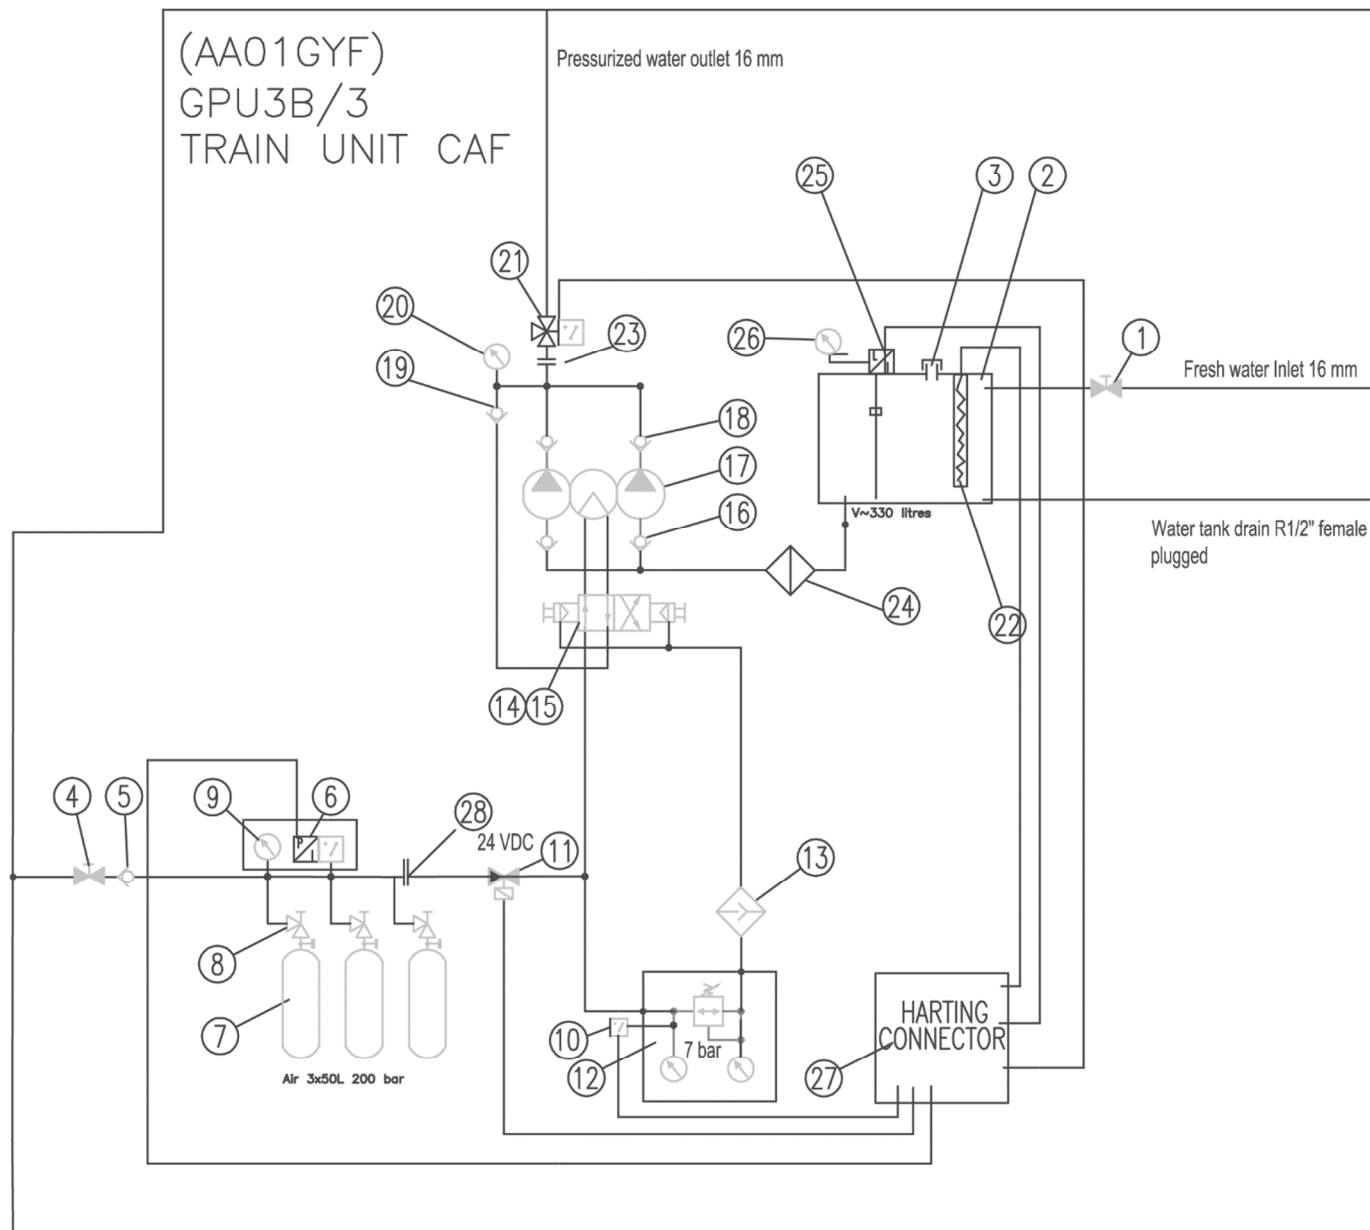 (AA01GYF)
GPU3B/3
TRAIN UNIT CAF
Pressurized water outlet 16 mm
25
3
2
21
20
23
26
1
19
Fresh water Inlet 16 mm
18
17
16
V~330 litres
Water tank drain R1/2" female
plugged
24
22
14
15
4
5
9
6
28
24 VDC
11
13
8
7
Air 3x50L 200 bar
10
12
7 bar
HARTING
CONNECTOR
27
P
L